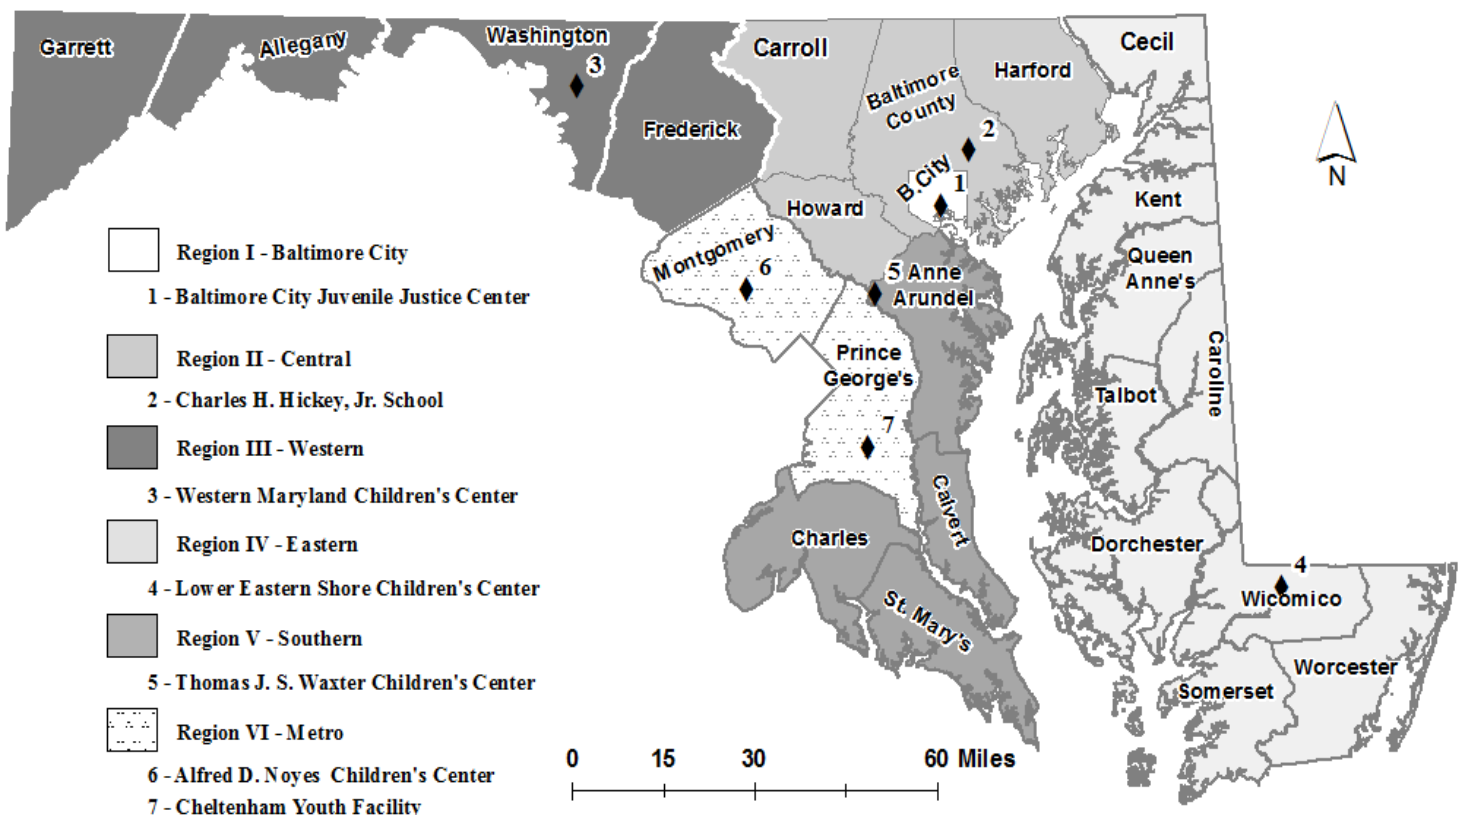 Garrett
Allegany
Washington
3
Frederick
Carroll
Baltimore
County
Harford
Cecil
2
B.City
1
Howard
Kent
N
Montgomery
6
5 Anne
Arundel
Queen
Anne's
Prince
George's
Caroline
Talbot
7
Calvert
Charles
Dorchester
4
Wicomico
St. Mary's
Worcester
Somerset
Region I - Baltimore City
1 - Baltimore City Juvenile Justice Center
Region II - Central
2 - Charles H. Hickey, Jr. School
Region III - Western
3 - Western Maryland Children's Center
Region IV - Eastern
4 - Lower Eastern Shore Children's Center
Region V - Southern
5 - Thomas J. S. Waxter Children's Center
Region VI - Metro
6 - Alfred D. Noyes Children's Center
7 - Cheltenham Youth Facility
0 15 30 60 Miles